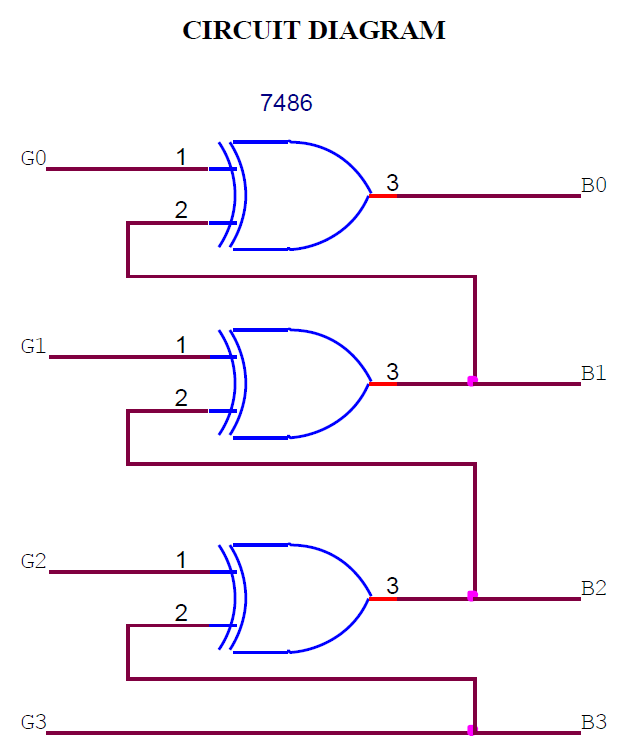 CIRCUIT DIAGRAM
7486
G0 1 3 B0
2
G1 1 3 B1
2
G2 1 3 B2
2
G3 B3